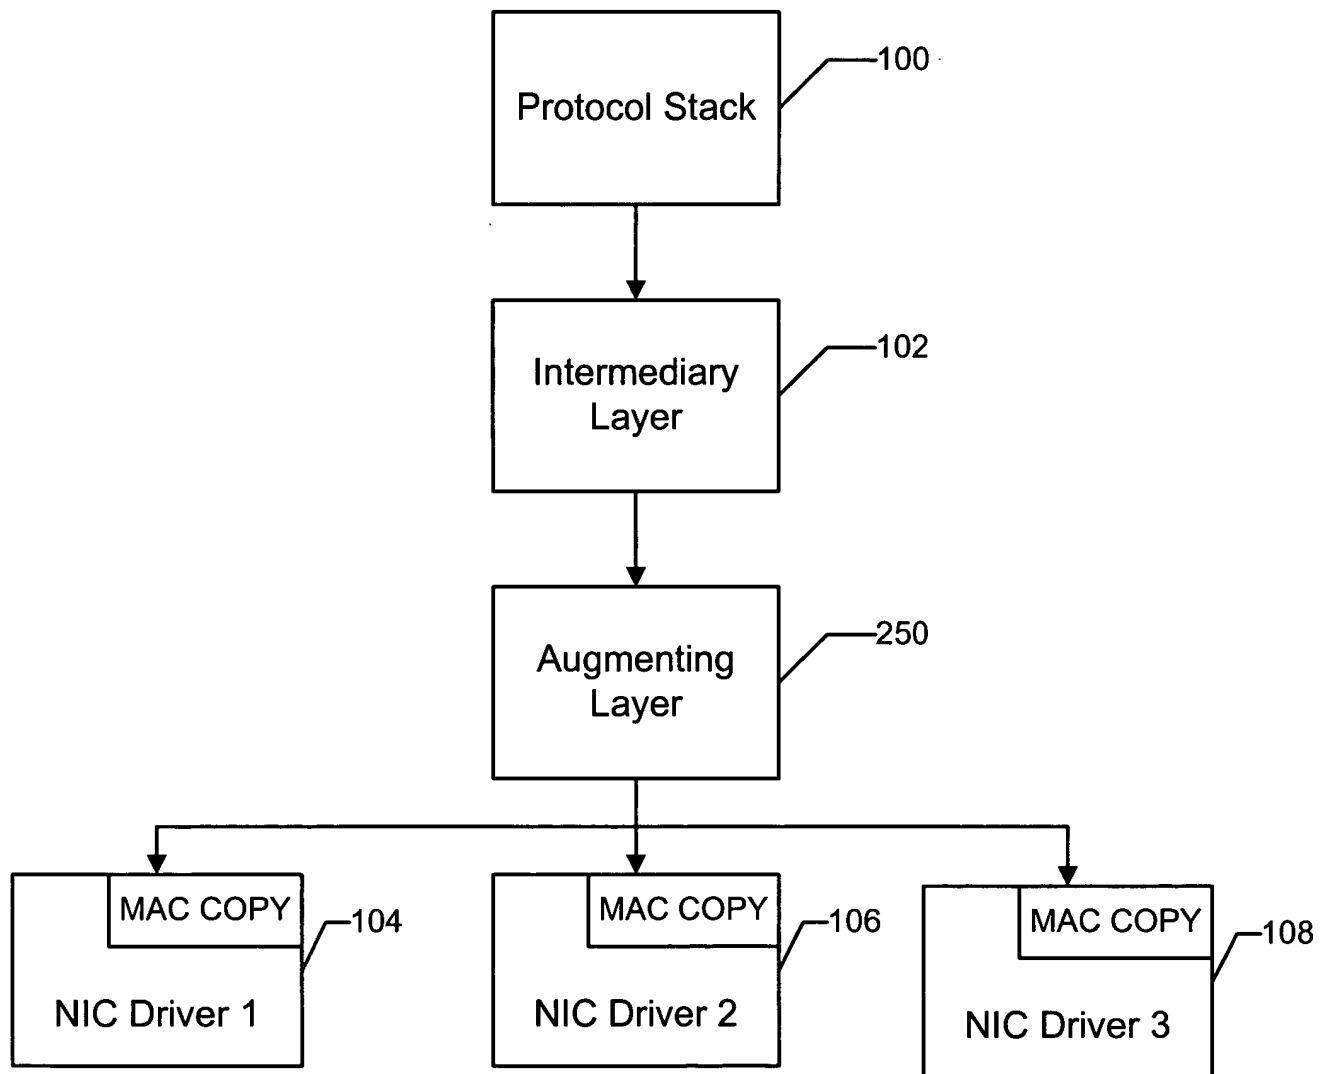 Protocol Stack
100
Intermediary
Layer
102
Augmenting
Layer
250
MAC COPY
104
NIC Driver 1
MAC COPY
106
NIC Driver 2
MAC COPY
108
NIC Driver 3